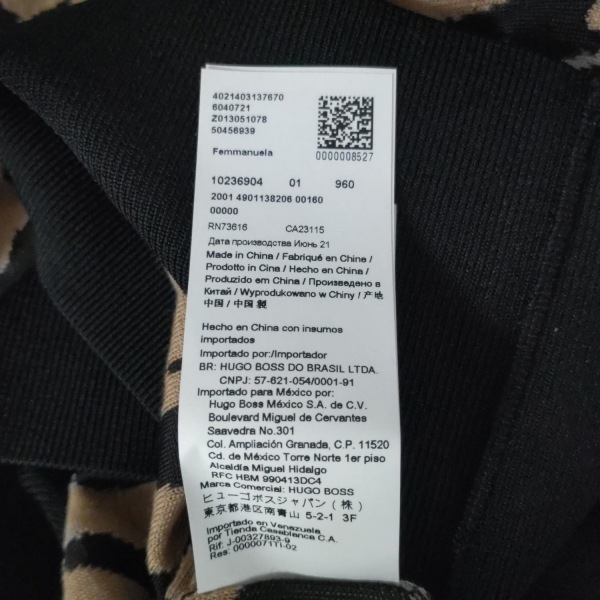 4021403137670
6040721
Z013051078
50456939
Femmanuela
0000008527
10236904 01 960
2001 4901138206 00160
00000
RN73616 CA23115
Дата производства Июнь 21
Made in China / Fabriqué en Chine /
Prodotto in Cina / Hecho en China /
Produzido em China / Произведено в
Китай / Wyprodukowano w Chiny / 产地
中国 / 中国 製
Hecho en China con insumos
importados
Importado por:/Importador
BR: HUGO BOSS DO BRASIL LTDA.
CNPJ: 57-621-054/0001-91
Importado para México por:
Hugo Boss México S.A. de C.V.
Boulevard Miguel de Cervantes
Saavedra No.301
Col. Ampliación Granada, C.P. 11520
Cd. de México Torre Norte 1er piso
Alcaldía Miguel Hidalgo
RFC HBM 990413DC4
Marca Comercial: HUGO BOSS
ヒューゴボスジャパン(株)
東京都港区南青山 5-2-1 3F
Importado en Venezuela
por Tienda Casablanca C.A.
Rif: J-00327893-9
Res: 0000071TI-02